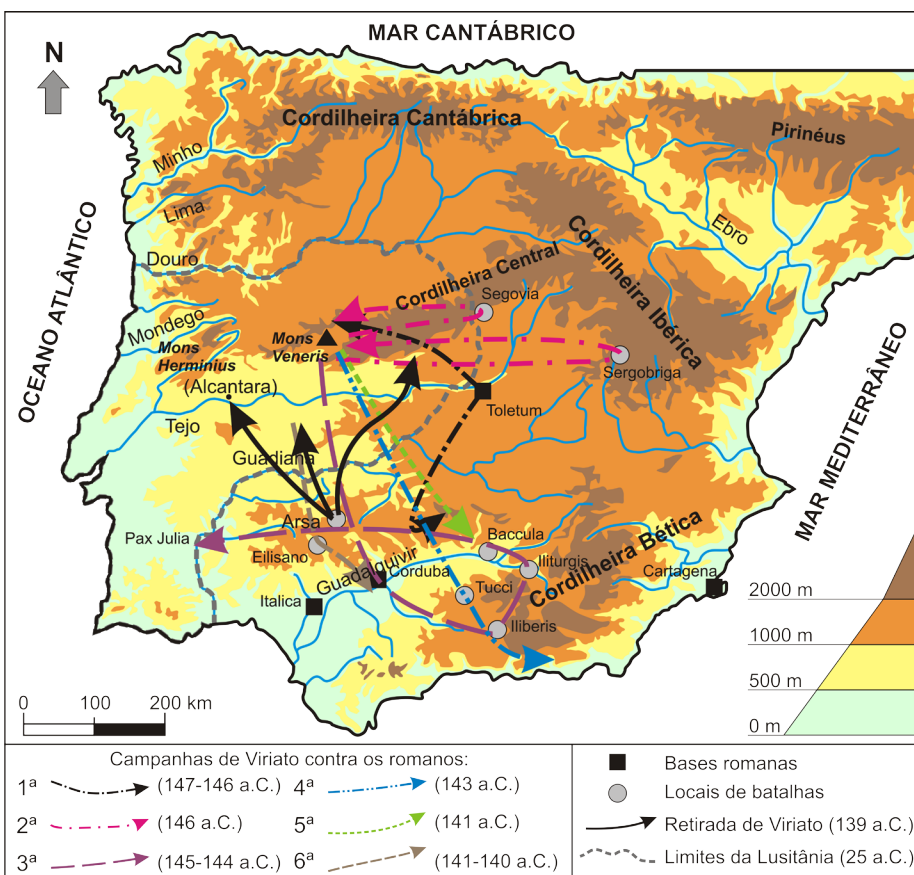 MAR CANTÁBRICO
N
Cordilheira Cantábrica
Pirinéus
Minho
Lima
Ebro
OCEANO ATLÂNTICO
Douro
Cordilheira Central
Cordilheira Ibérica
Segovia
Mondego
Mons
Veneris
Mons
Herminius
Sergobriga
(Alcantara)
Toletum
Tejo
MAR MEDITERRÂNEO
Guadiana
Arsa
Pax Julia
Eilisano
Baccula
Guadalquivir
Corduba
Iliturgis
Cordilheira Bética
Cartagena
Italica
Tucci
Iliberis
2000 m
1000 m
500 m
0 m
0 100 200 km
Campanhas de Viriato contra os romanos:
1ª (147-146 a.C.)
2ª (146 a.C.)
3ª (145-144 a.C.)
4ª (143 a.C.)
5ª (141 a.C.)
6ª (141-140 a.C.)
Bases romanas
Locais de batalhas
Retirada de Viriato (139 a.C.)
Limites da Lusitânia (25 a.C.)